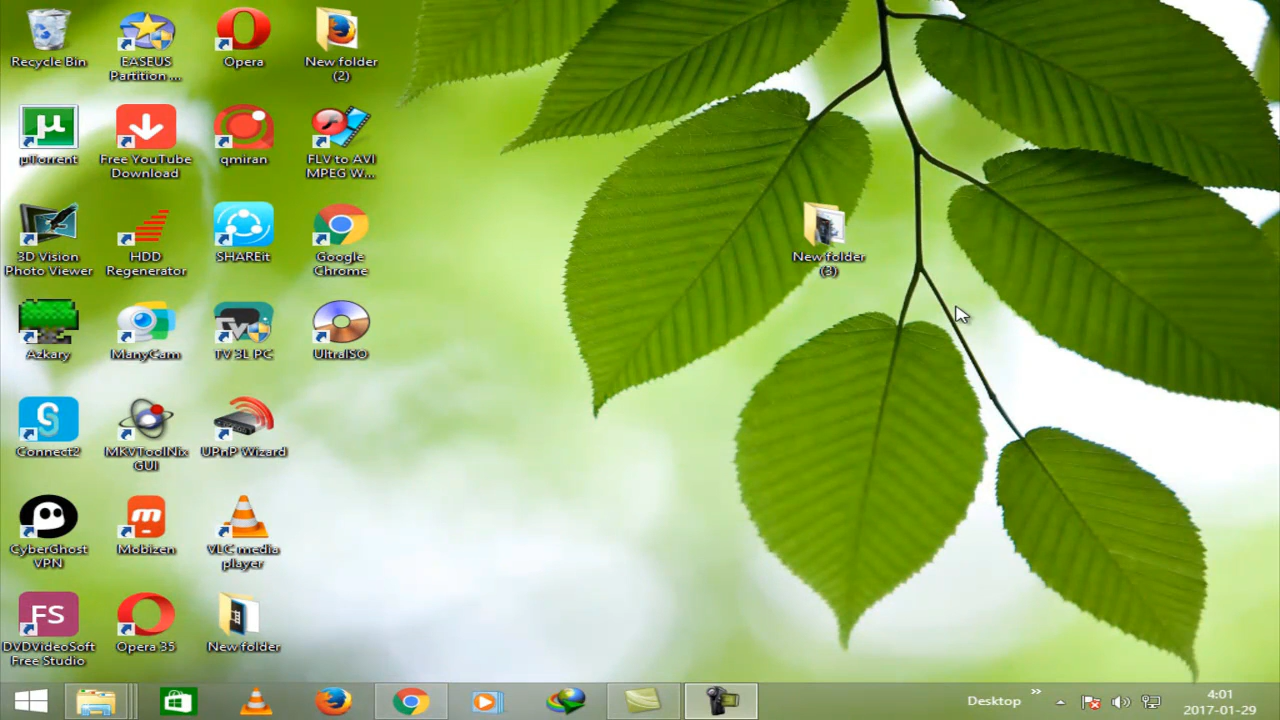 Recycle Bin
EASEUS
Partition ...
Opera
New folder
(2)
µ
µTorrent
Free YouTube
Download
qmiran
FLV to AVI
MPEG W...
3D Vision
Photo Viewer
HDD
Regenerator
SHAREit
Google
Chrome
Azkary
ManyCam
TV
TV 3L PC
UltraISO
S
Connect2
MKVToolNix
GUI
UPnP Wizard
CyberGhost
VPN
m
Mobizen
VLC media
player
FS
DVDVideoSoft
Free Studio
Opera 35
New folder
New folder
(3)
Desktop
4:01
2017-01-29